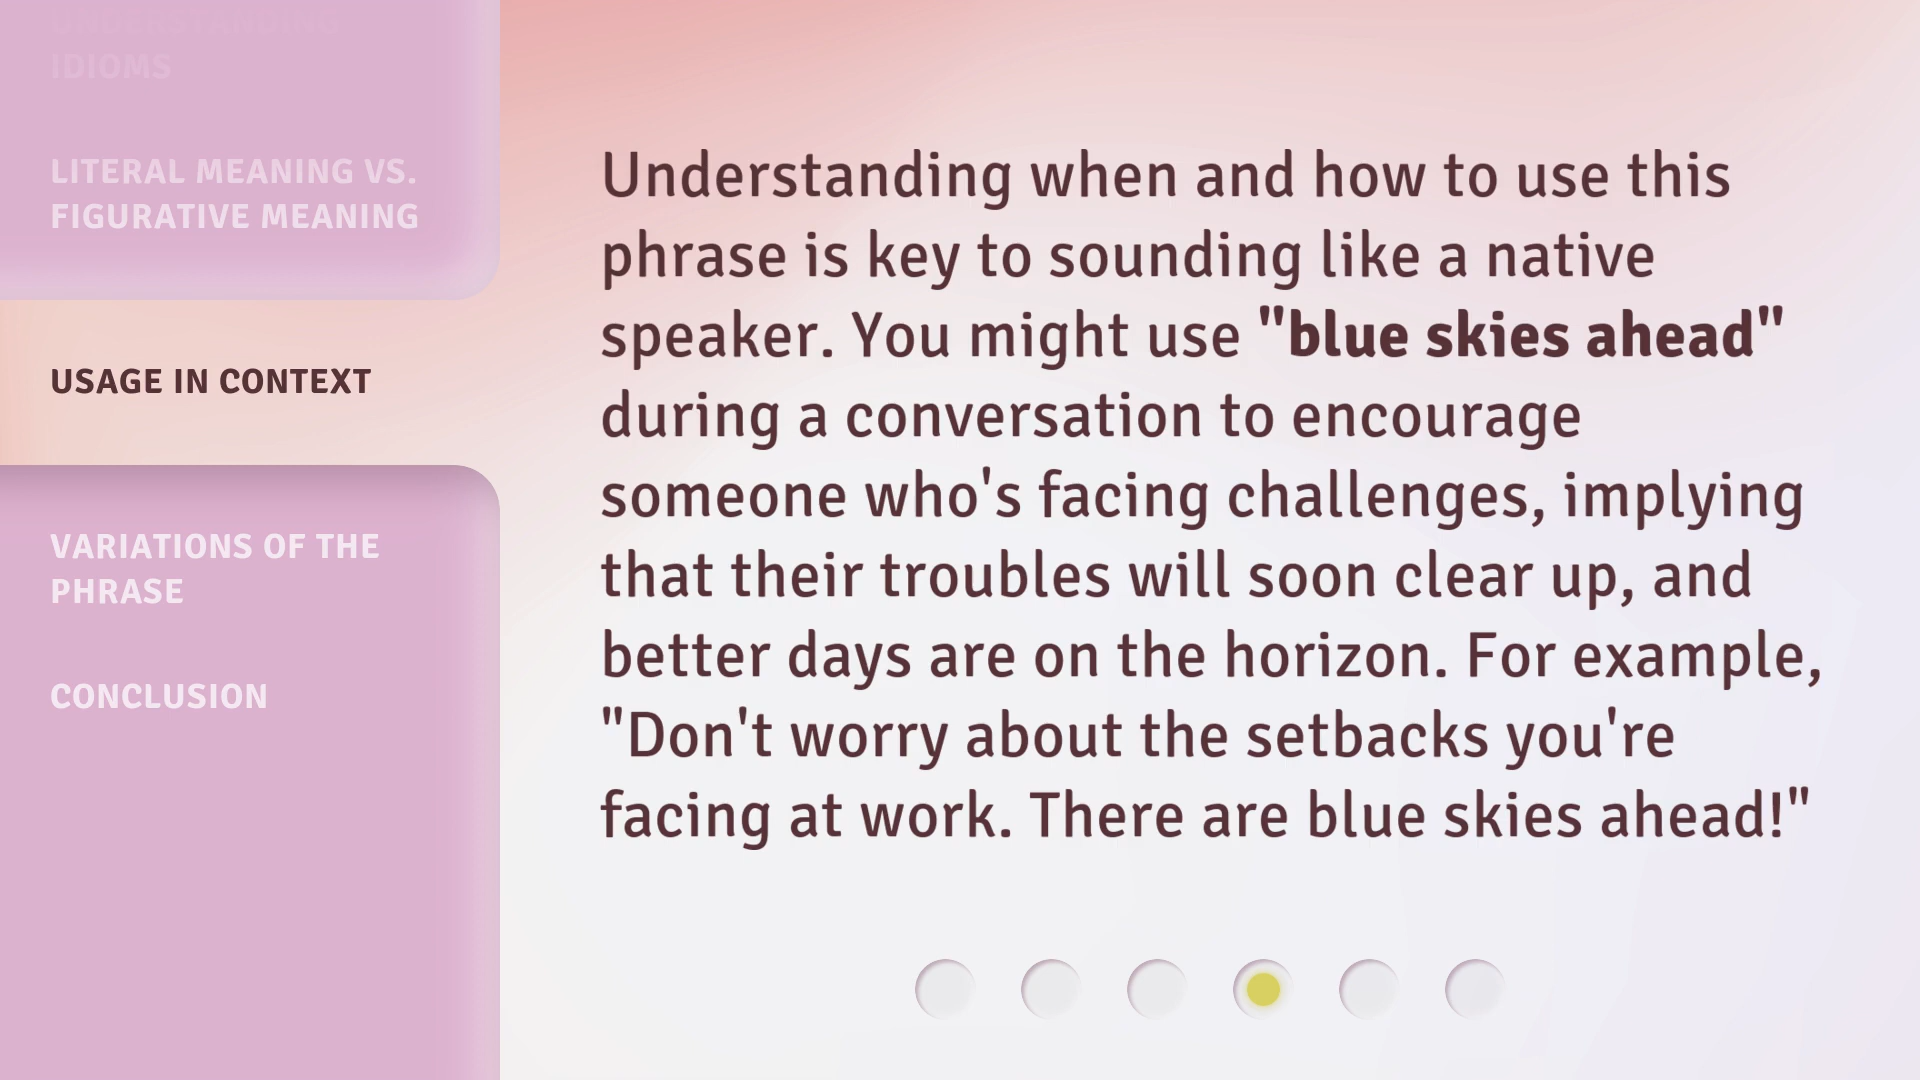 UNDERSTANDING
IDIOMS
LITERAL MEANING VS.
FIGURATIVE MEANING
USAGE IN CONTEXT
VARIATIONS OF THE
PHRASE
CONCLUSION
Understanding when and how to use this
phrase is key to sounding like a native
speaker. You might use "blue skies ahead"
during a conversation to encourage
someone who's facing challenges, implying
that their troubles will soon clear up, and
better days are on the horizon. For example,
"Don't worry about the setbacks you're
facing at work. There are blue skies ahead!"